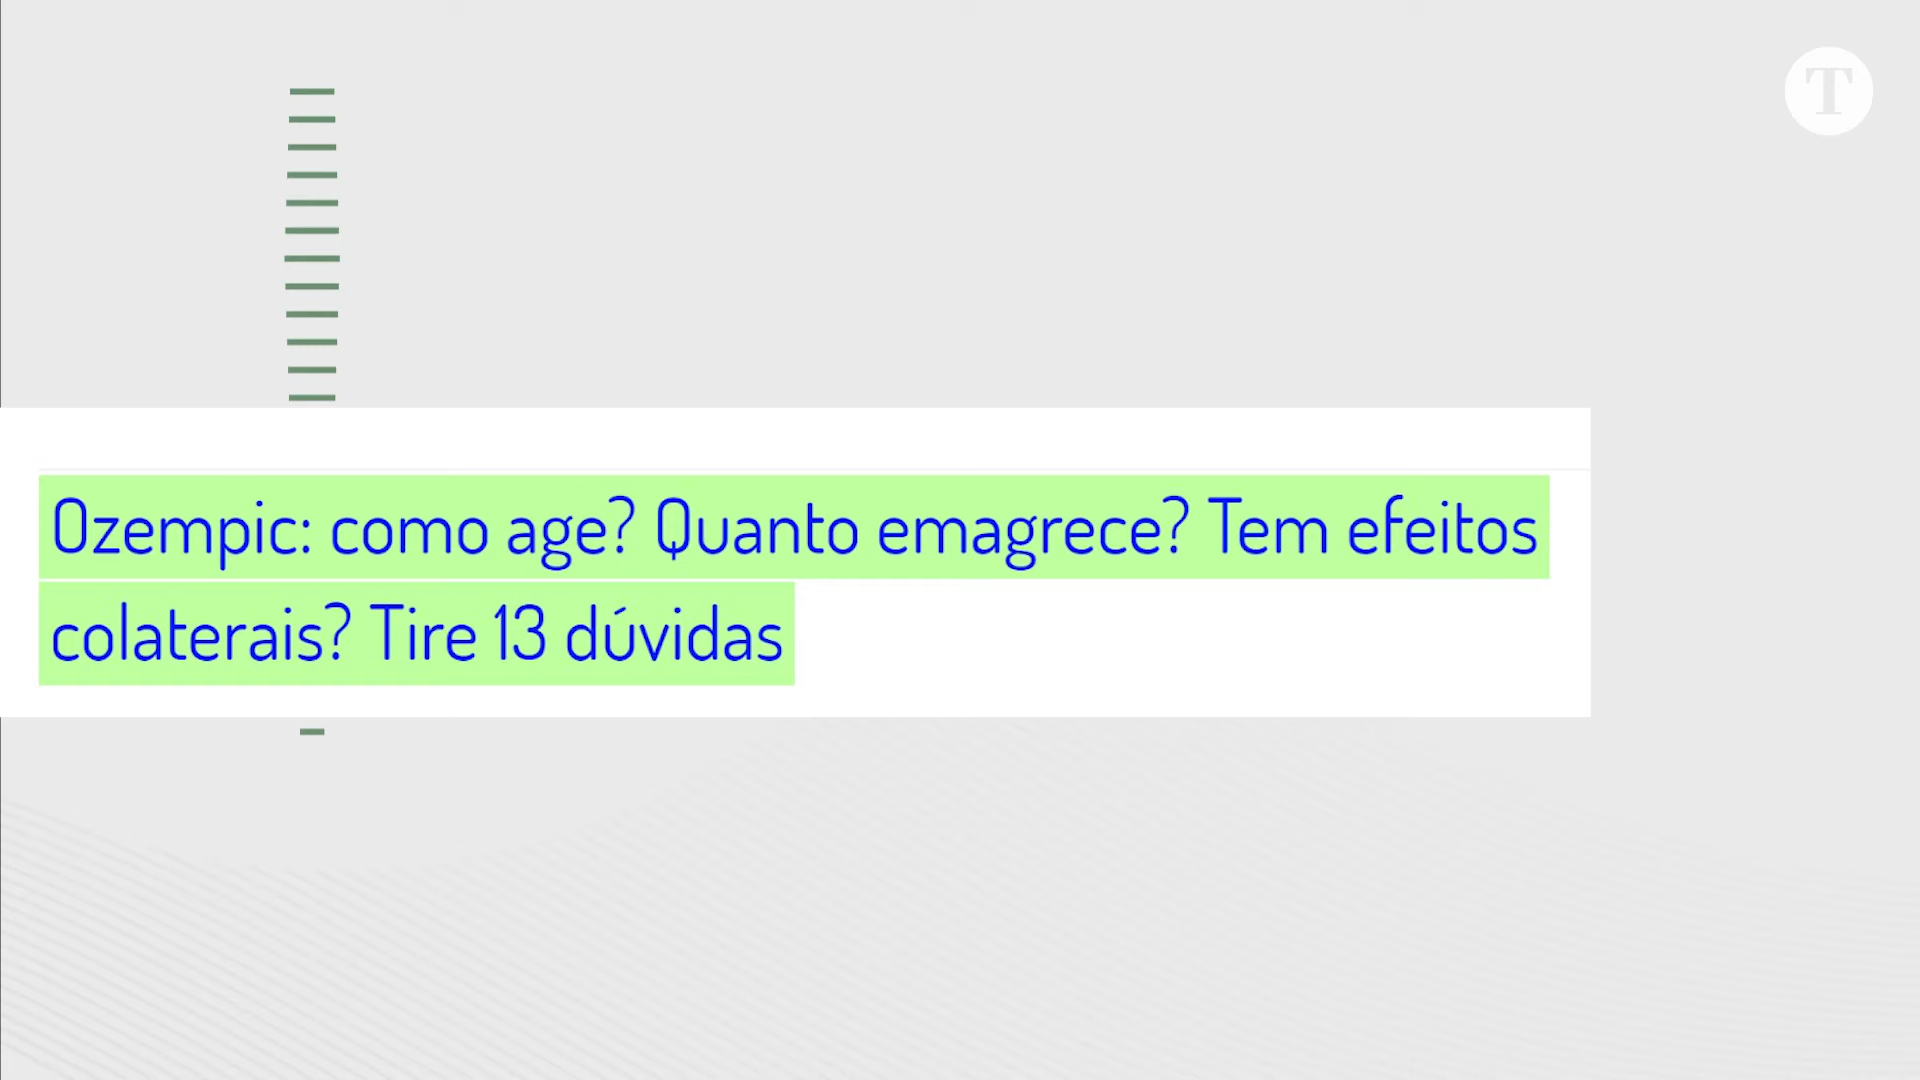 T
Ozempic: como age? Quanto emagrece? Tem efeitos
colaterais? Tire 13 dúvidas